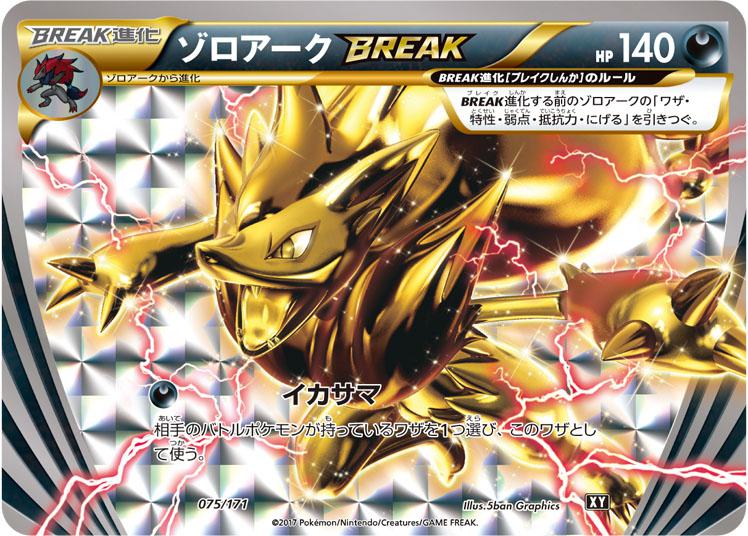 BREAK進化
ゾロアーク BREAK
HP 140
ゾロアークから進化
BREAK進化[ブレイクしんか]のルール
BREAK進化する前のゾロアークの「ワザ・
特性・弱点・抵抗力・にげる」を引きつぐ。
イカサマ
相手のバトルポケモンが持っているワザを1つ選び、このワザとし
て使う。
075/171
Illus.5ban Graphics
XY
©2017 Pokémon/Nintendo/Creatures/GAME FREAK.